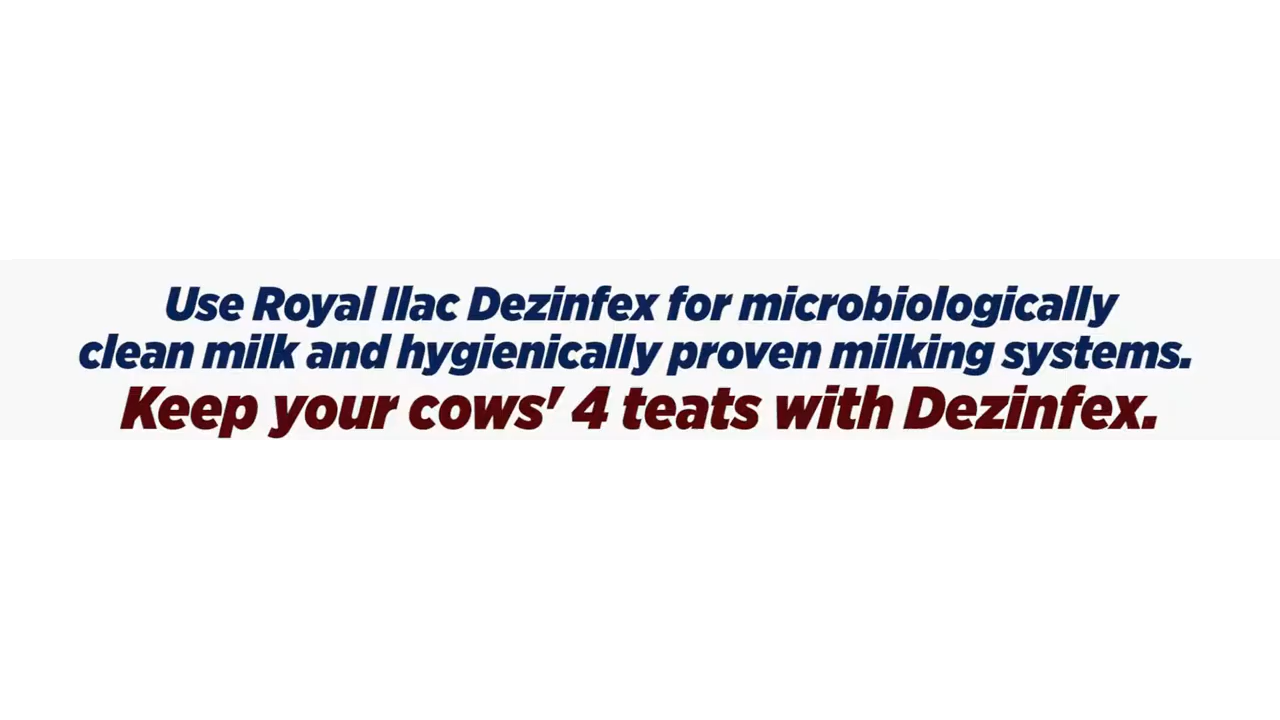 Use Royal Ilac Dezinfex for microbiologically
clean milk and hygienically proven milking systems.
Keep your cows' 4 teats with Dezinfex.